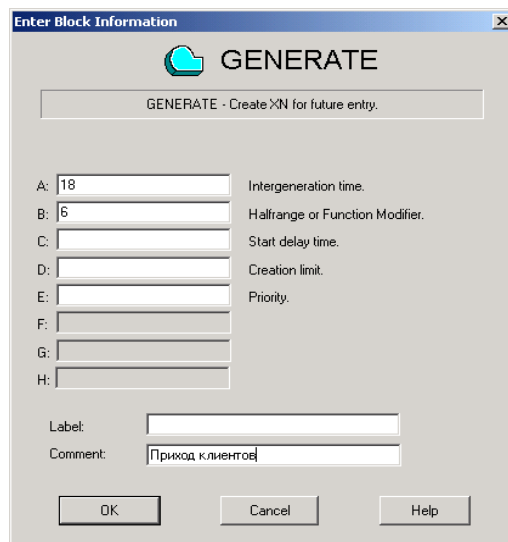 Enter Block Information
GENERATE
GENERATE - Create XN for future entry.
A: 18 Intergeneration time.
B: 6 Halfrange or Function Modifier.
C: Start delay time.
D: Creation limit.
E: Priority.
F:
G:
H:
Label:
Comment: Приход клиентов
OK Cancel Help